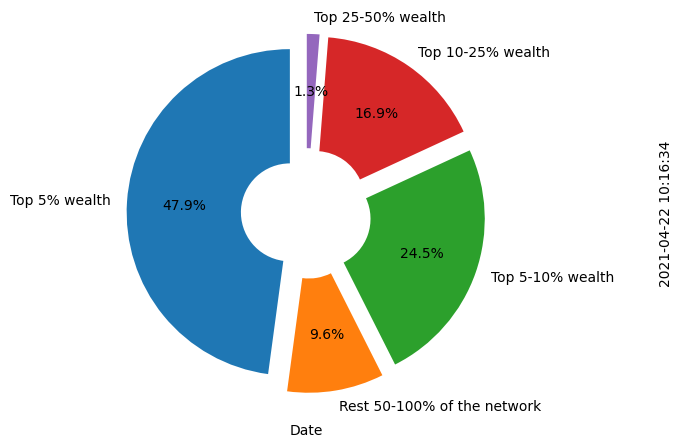 Top 25-50% wealth
Top 10-25% wealth
1.3%
16.9%
Top 5% wealth
47.9%
24.5%
Top 5-10% wealth
9.6%
Rest 50-100% of the network
Date
2021-04-22 10:16:34